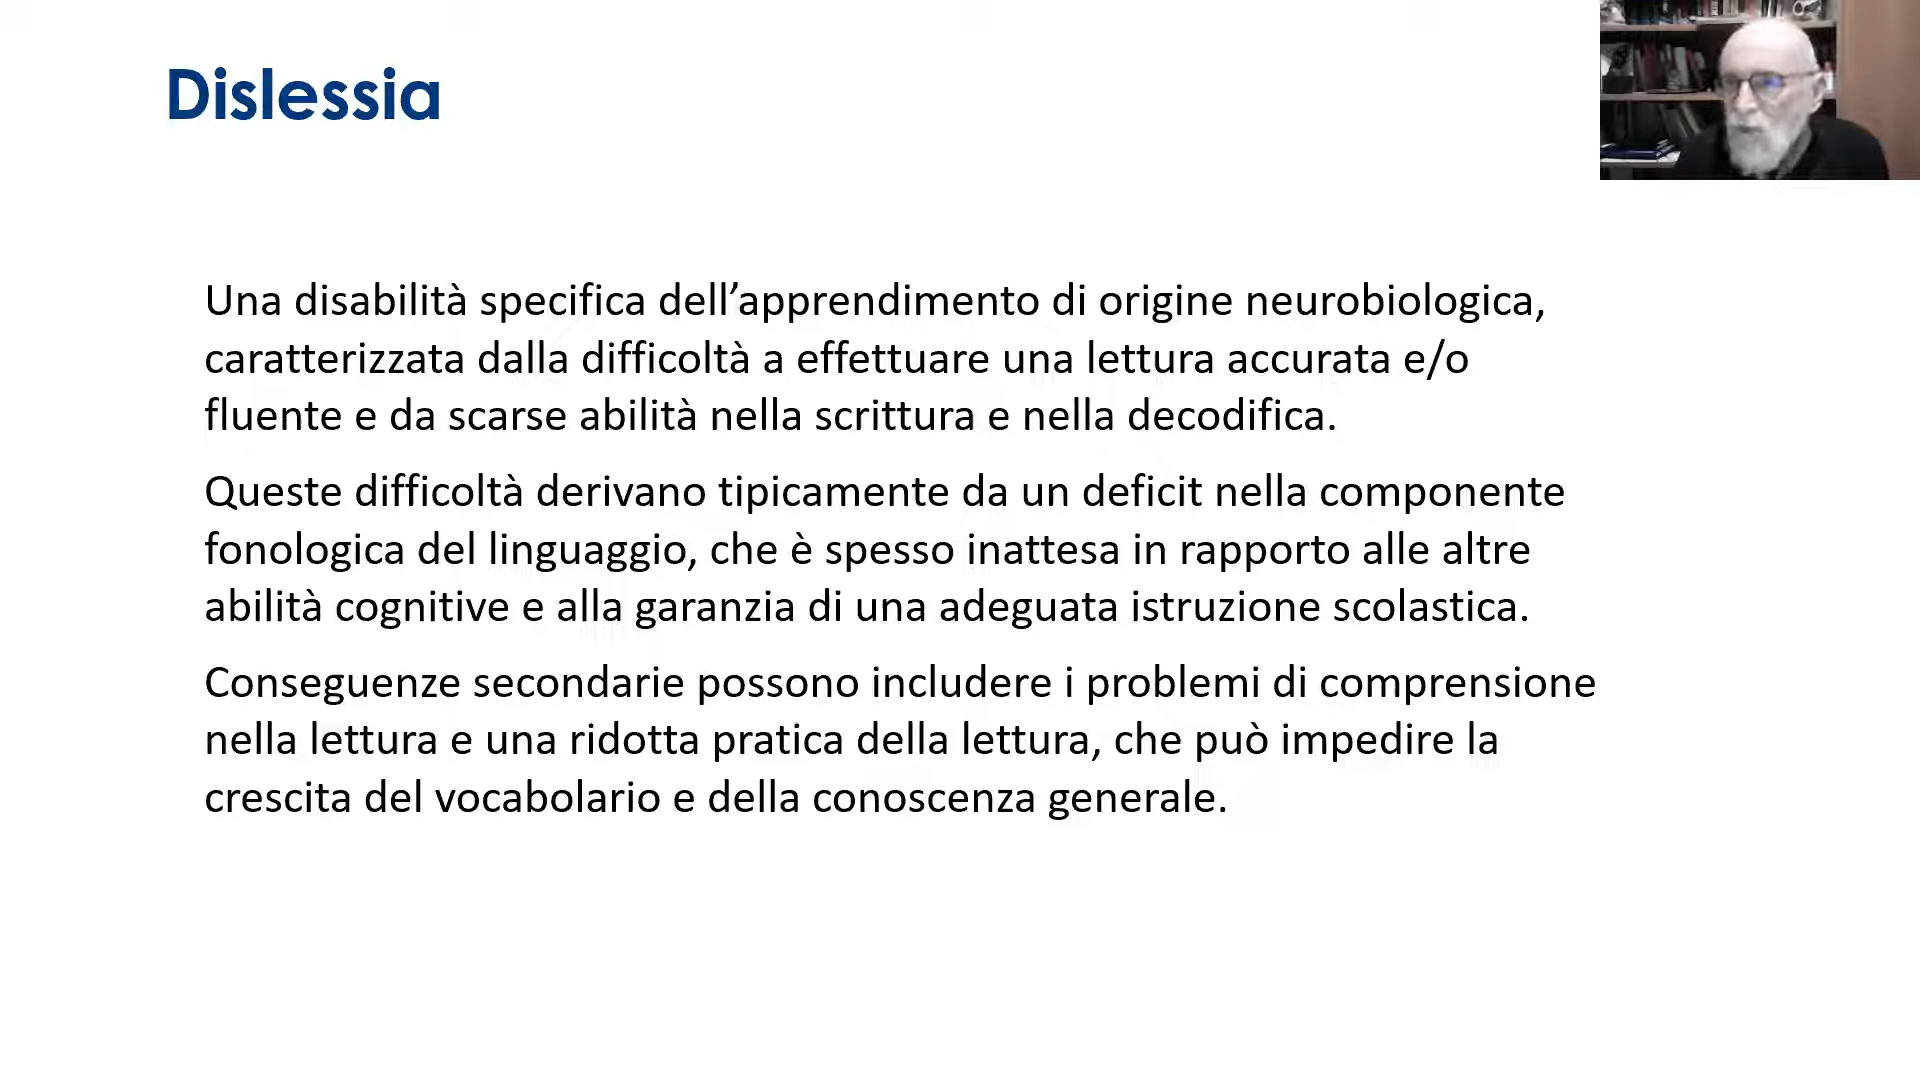 Dislessia
Una disabilità specifica dell’apprendimento di origine neurobiologica,
caratterizzata dalla difficoltà a effettuare una lettura accurata e/o
fluente e da scarse abilità nella scrittura e nella decodifica.
Queste difficoltà derivano tipicamente da un deficit nella componente
fonologica del linguaggio, che è spesso inattesa in rapporto alle altre
abilità cognitive e alla garanzia di una adeguata istruzione scolastica.
Conseguenze secondarie possono includere i problemi di comprensione
nella lettura e una ridotta pratica della lettura, che può impedire la
crescita del vocabolario e della conoscenza generale.